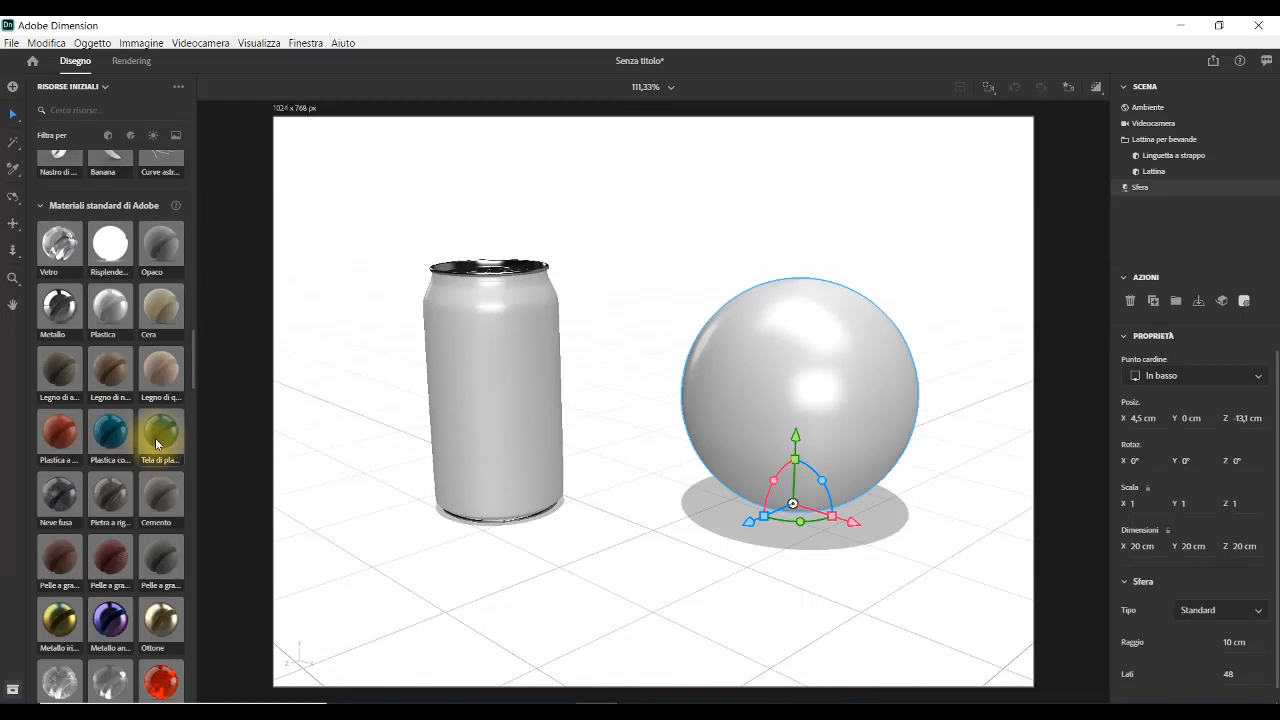 Dn Adobe Dimension
File Modifica Oggetto Immagine Videocamera Visualizza Finestra Aiuto
Disegno Rendering Senza titolo*
RISORSE INIZIALI
111,33%
Cerca risorse...
Filtra per
1024 x 768 px
Nastro di ... Banana Curve astr...
Materiali standard di Adobe
Vetro Risplende... Opaco
Metallo Plastica Cera
Legno di a... Legno di n... Legno di q...
Plastica a ... Plastica co... Tela di pla...
Neve fusa Pietra a rig... Cemento
Pelle a gra... Pelle a gra... Pelle a gra...
Metallo iri... Metallo an... Ottone
Y
Z X
SCENA
Ambiente
Videocamera
Lattina per bevande
Linguetta a strappo
Lattina
Sfera
AZIONI
PROPRIETÀ
Punto cardine
In basso
Posiz.
X 4,5 cm Y 0 cm Z -13,1 cm
Rotaz.
X 0° Y 0° Z 0°
Scala
X 1 Y 1 Z 1
Dimensioni
X 20 cm Y 20 cm Z 20 cm
Sfera
Tipo Standard
Raggio 10 cm
Lati 48